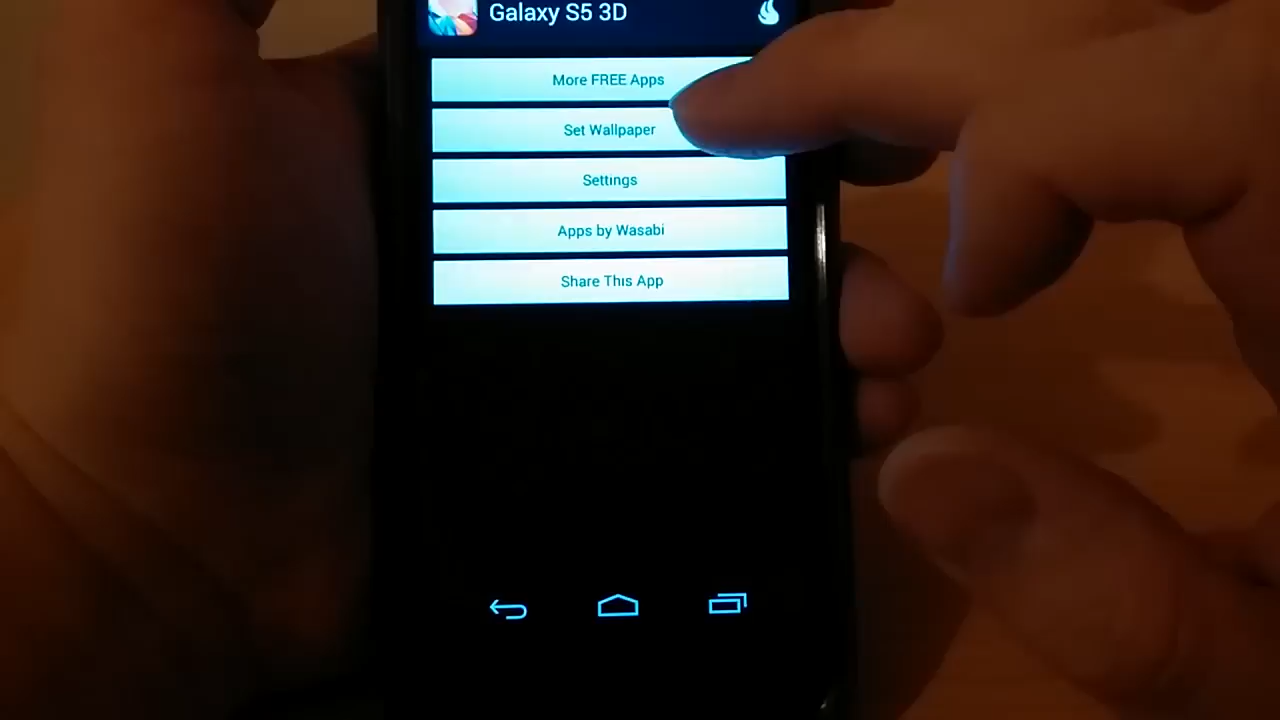 Galaxy S5 3D
More FREE Apps
Set Wallpaper
Settings
Apps by Wasabi
Share This App